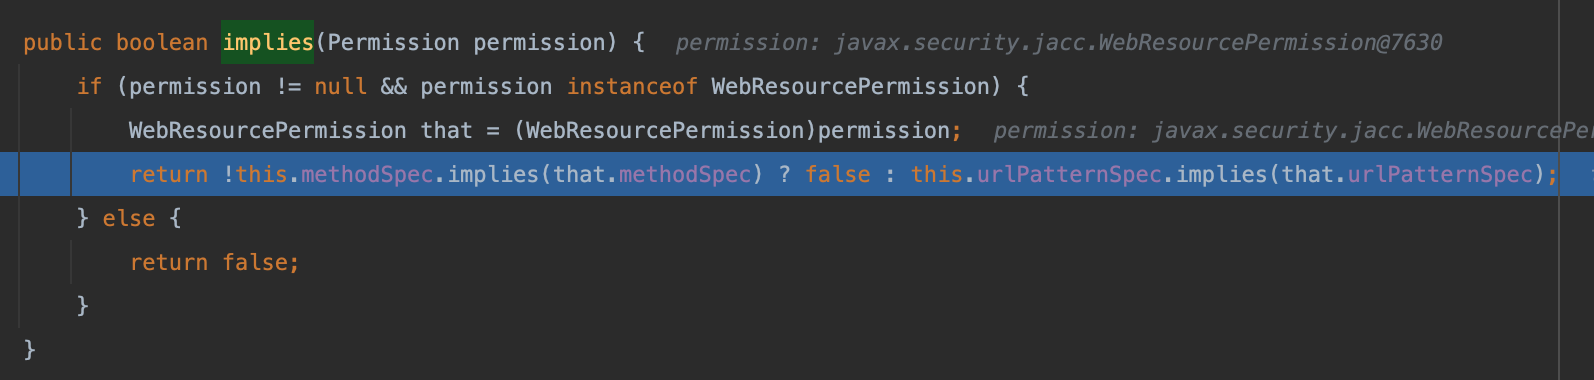 public boolean implies(Permission permission) {  permission: javax.security.jacc.WebResourcePermission@7630
if (permission != null && permission instanceof WebResourcePermission) {
WebResourcePermission that = (WebResourcePermission)permission;  permission: javax.security.jacc.WebResourcePe
return !this.methodSpec.implies(that.methodSpec) ? false : this.urlPatternSpec.implies(that.urlPatternSpec);
} else {
return false;
}
}